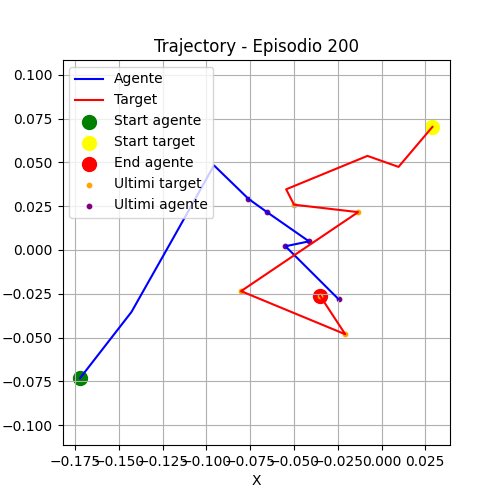 Trajectory - Episodio 200
Agente
Target
Start agente
Start target
End agente
Ultimi target
Ultimi agente
0.100
0.075
0.050
0.025
0.000
−0.025
−0.050
−0.075
−0.100
−0.175 −0.150 −0.125 −0.100 −0.075 −0.050 −0.025 0.000 0.025
X